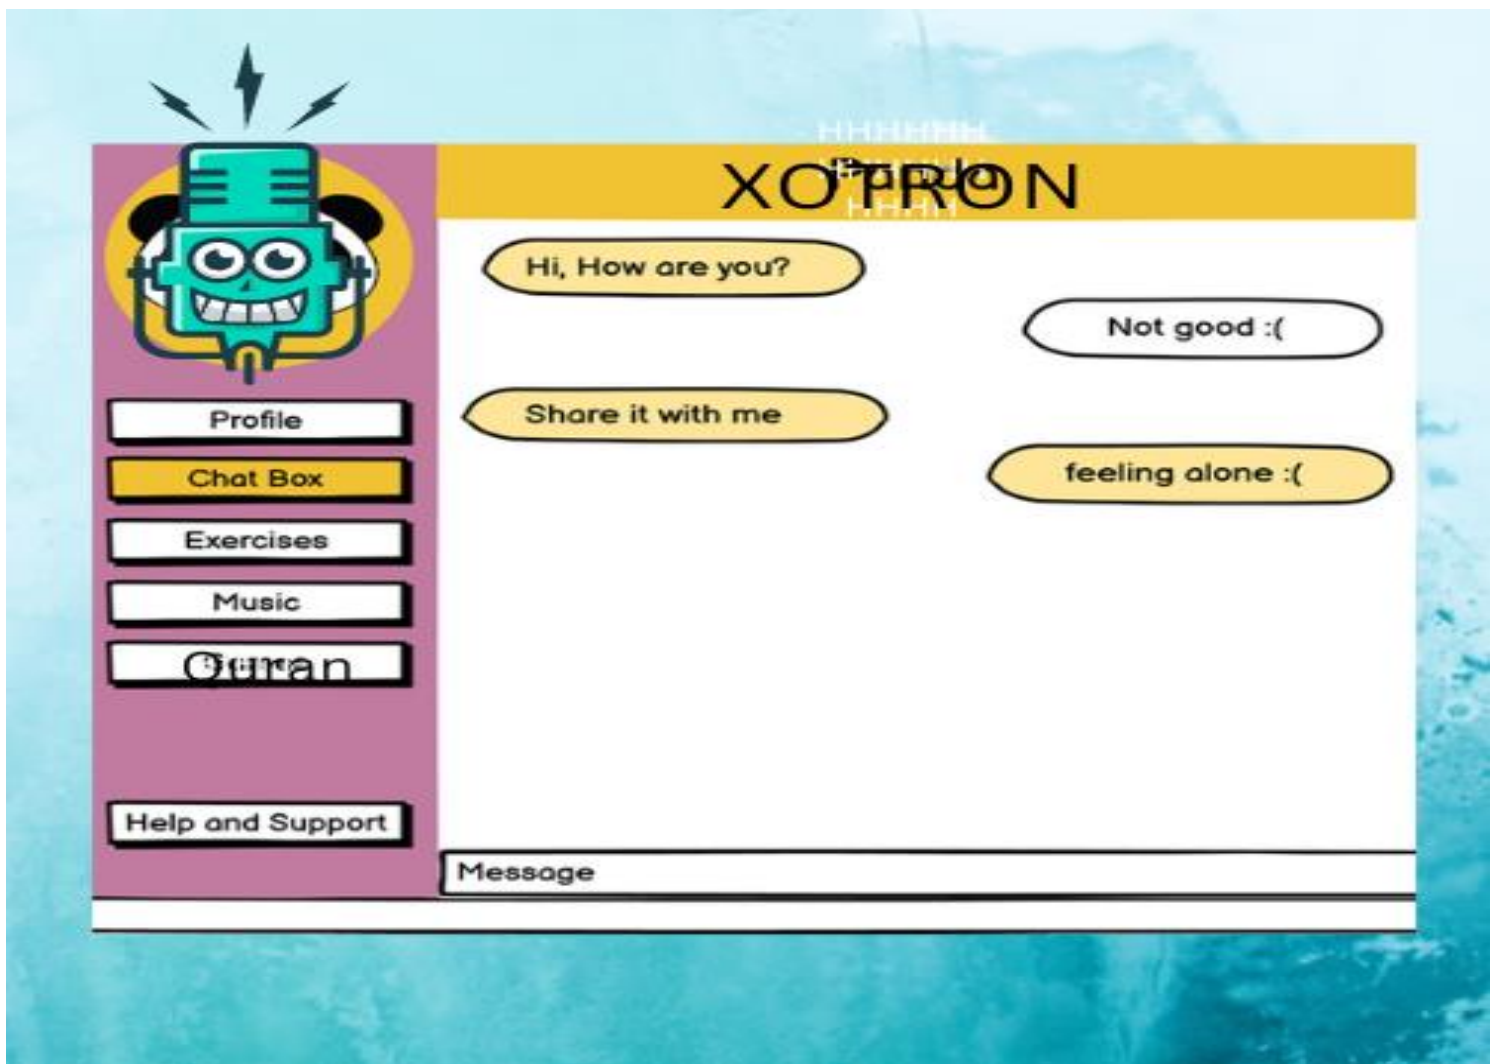 XOTRON
Hi, How are you?
Not good :(
Share it with me
feeling alone :(
Profile
Chat Box
Exercises
Music
Quran
Help and Support
Message